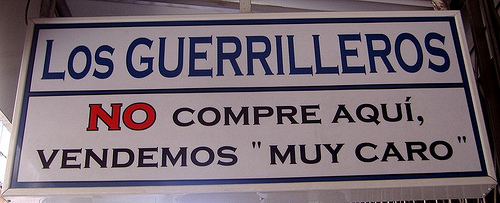 Los GUERRILLEROS
NO COMPRE AQUÍ,
VENDEMOS "MUY CARO"